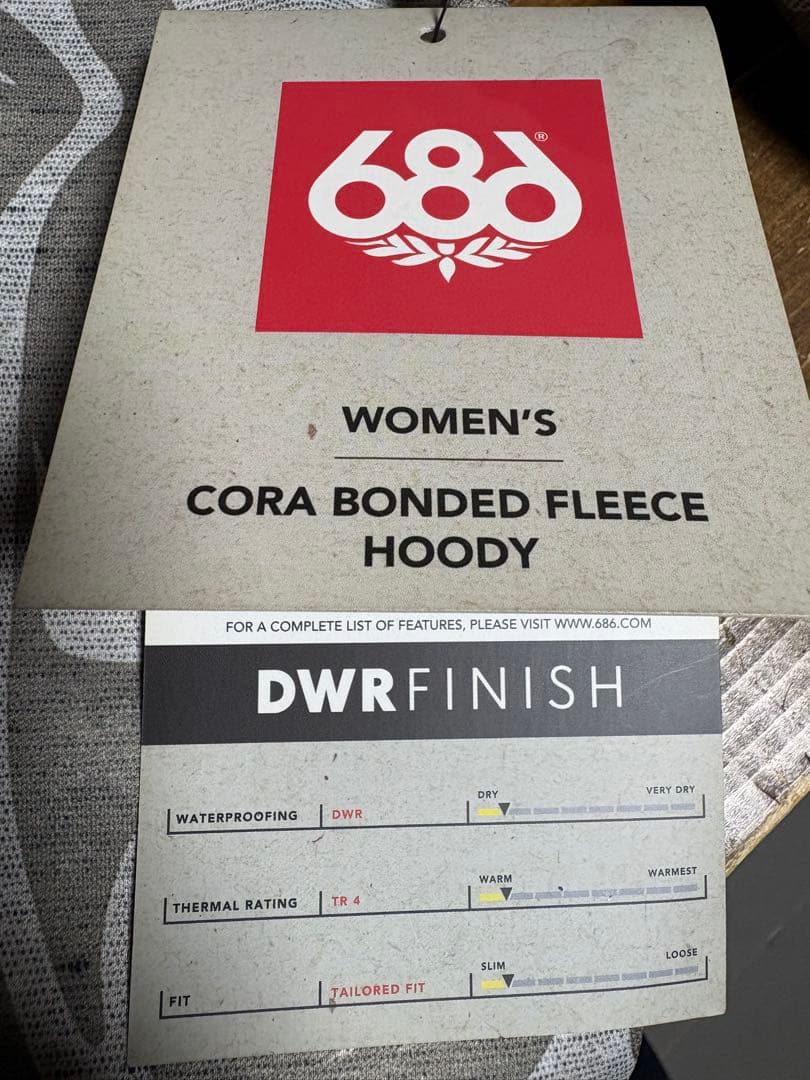 686®
WOMEN'S
CORA BONDED FLEECE
HOODY
FOR A COMPLETE LIST OF FEATURES, PLEASE VISIT WWW.686.COM
DWRFINISH
WATERPROOFING DWR DRY VERY DRY
THERMAL RATING TR 4 WARM WARMEST
FIT TAILORED FIT SLIM LOOSE